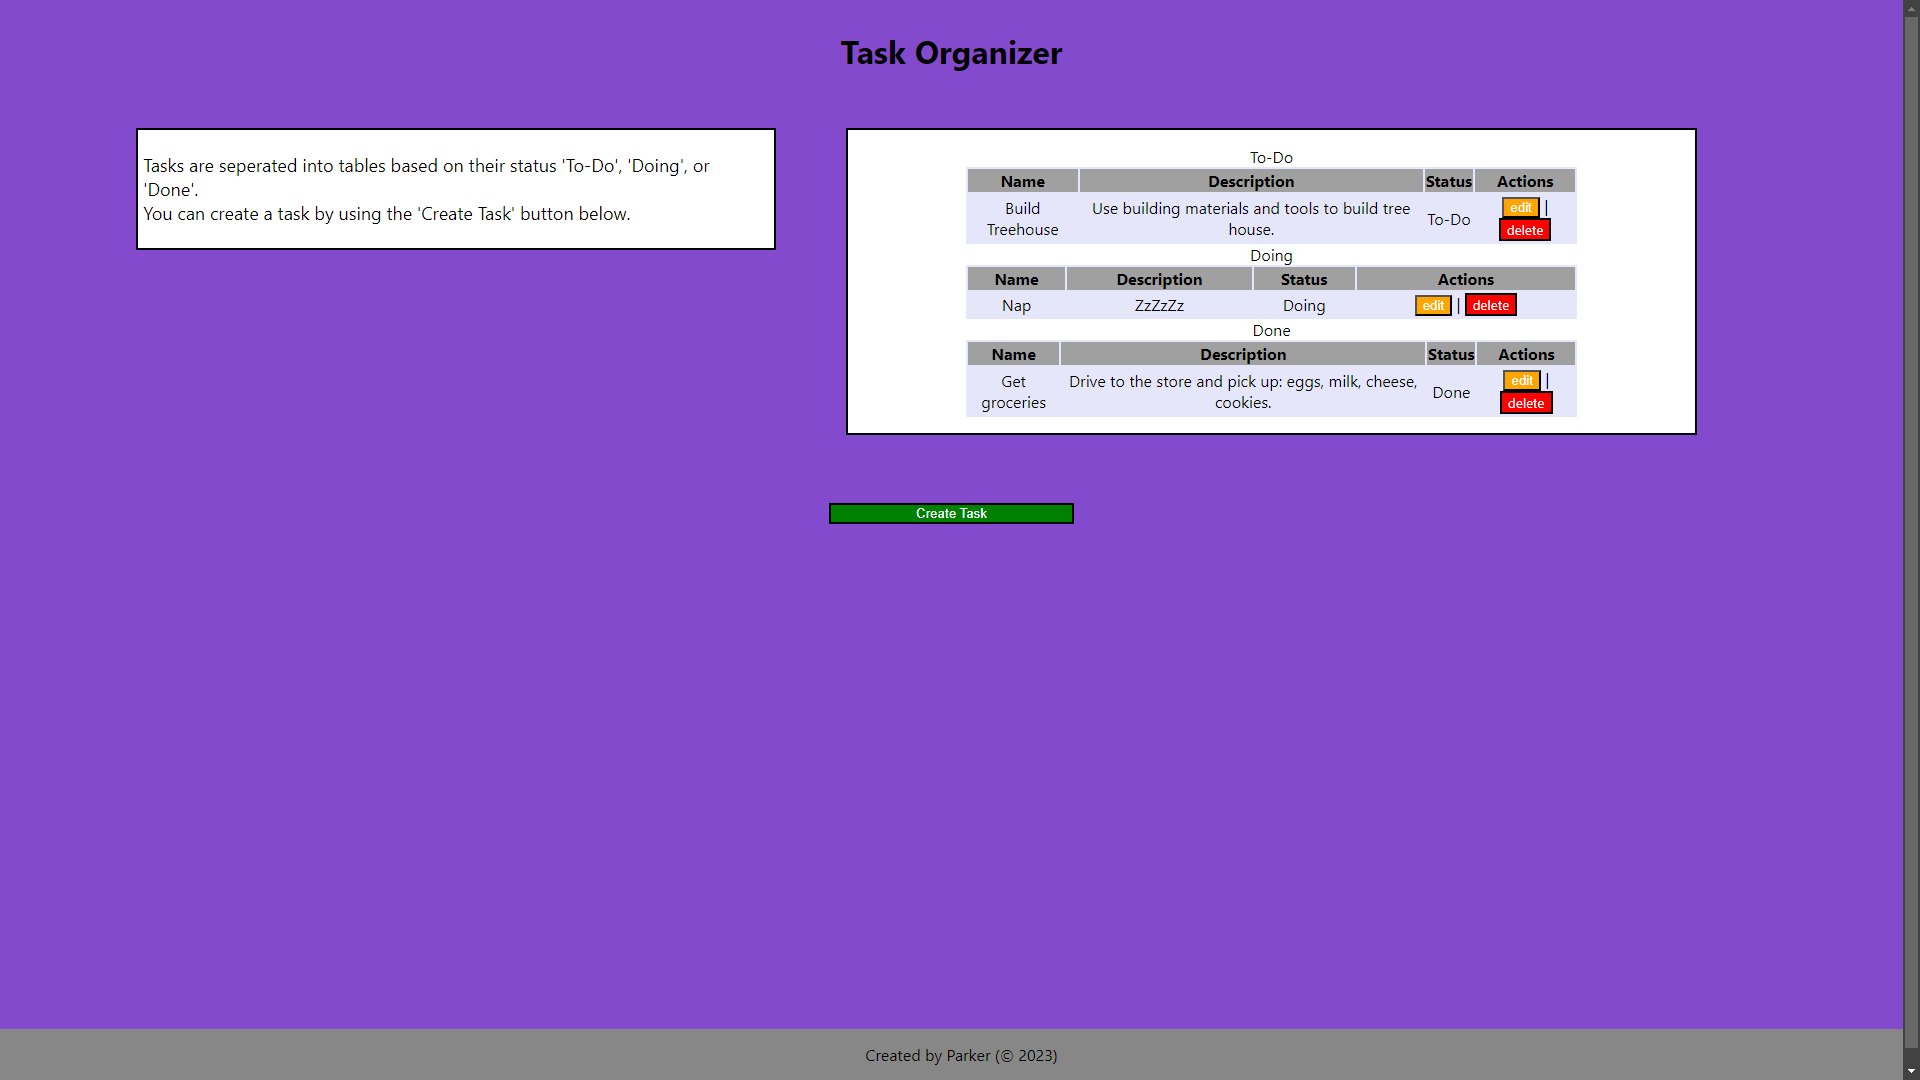 Task Organizer
Tasks are seperated into tables based on their status 'To-Do', 'Doing', or
'Done'.
You can create a task by using the 'Create Task' button below.
To-Do
Name Description Status Actions
Build Treehouse Use building materials and tools to build tree house. To-Do edit | delete
Doing
Name Description Status Actions
Nap ZzZzZz Doing edit | delete
Done
Name Description Status Actions
Get groceries Drive to the store and pick up: eggs, milk, cheese, cookies. Done edit | delete
Create Task
Created by Parker (© 2023)